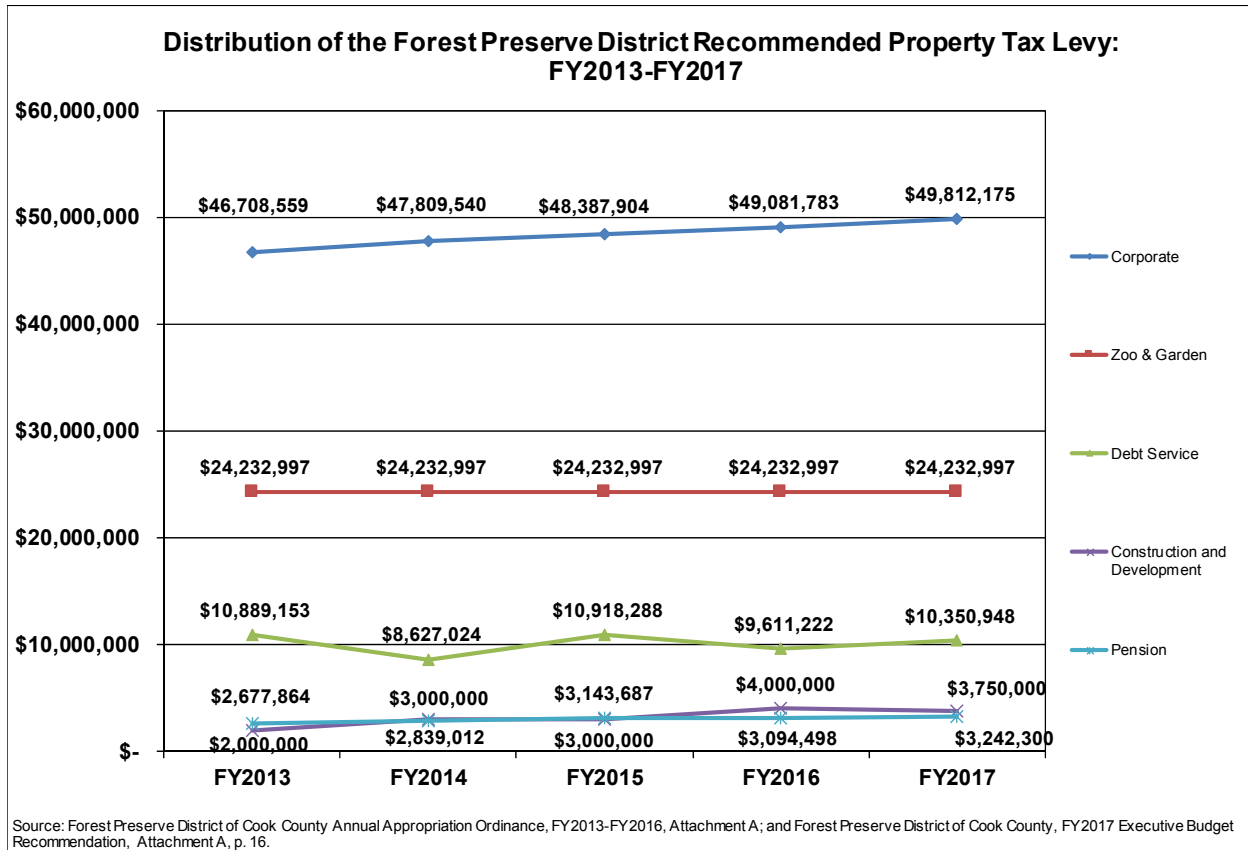 Distribution of the Forest Preserve District Recommended Property Tax Levy:
FY2013-FY2017
$60,000,000
$50,000,000
$40,000,000
$30,000,000
$20,000,000
$10,000,000
$-
$46,708,559
$47,809,540
$48,387,904
$49,081,783
$49,812,175
$24,232,997
$24,232,997
$24,232,997
$24,232,997
$24,232,997
$10,889,153
$8,627,024
$10,918,288
$9,611,222
$10,350,948
$2,677,864
$3,000,000
$3,143,687
$4,000,000
$3,750,000
$2,000,000
$2,839,012
$3,000,000
$3,094,498
$3,242,300
FY2013
FY2014
FY2015
FY2016
FY2017
Corporate
Zoo & Garden
Debt Service
Construction and
Development
Pension
Source: Forest Preserve District of Cook County Annual Appropriation Ordinance, FY2013-FY2016, Attachment A; and Forest Preserve District of Cook County, FY2017 Executive Budget
Recommendation, Attachment A, p. 16.